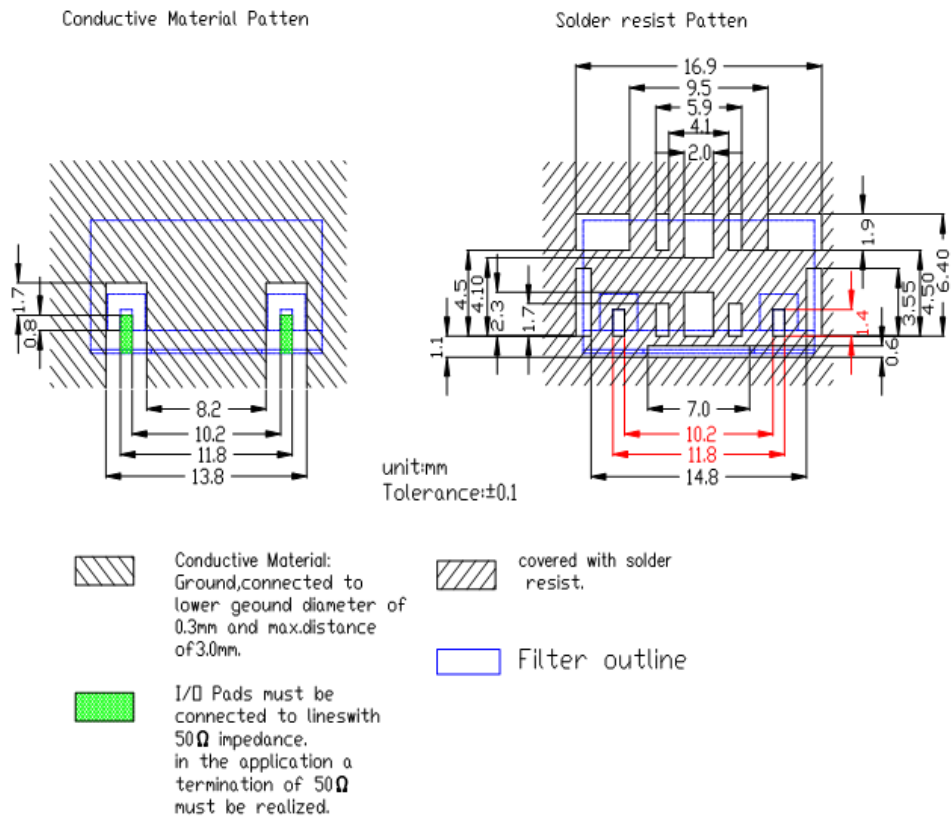 Conductive Material Patten
Solder resist Patten
16.9
9.5
5.9
4.1
2.0
1.9
6.40
1.7
0.8
4.5
4.10
2.3
1.7
1.1
1.4
3.55
4.50
0.6
8.2
10.2
11.8
13.8
7.0
10.2
11.8
14.8
unit:mm
Tolerance:±0.1
Conductive Material:
Ground,connected to
lower geound diameter of
0.3mm and max.distance
of3.0mm.
covered with solder
resist.
Filter outline
I/O Pads must be
connected to lineswith
50Ω impedance.
in the application a
termination of 50Ω
must be realized.